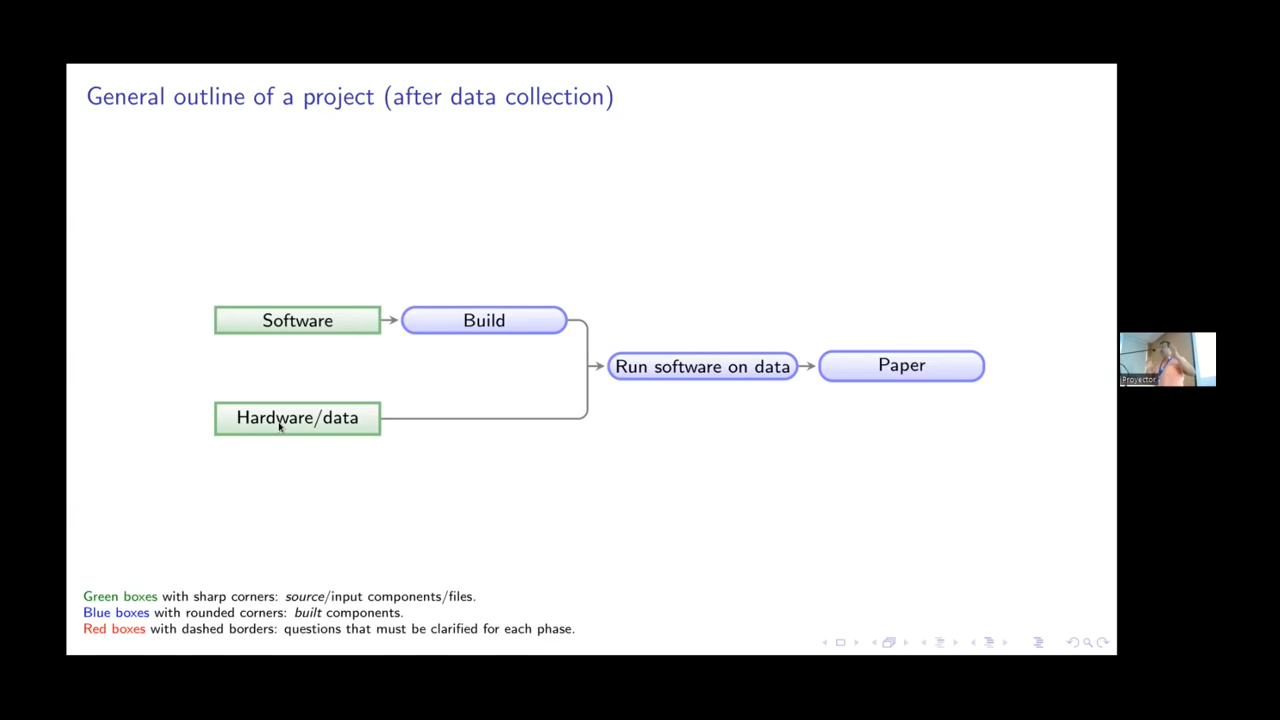 General outline of a project (after data collection)
Software
Build
Run software on data
Paper
Hardware/data
Proyector
Green boxes with sharp corners: source/input components/files.
Blue boxes with rounded corners: built components.
Red boxes with dashed borders: questions that must be clarified for each phase.